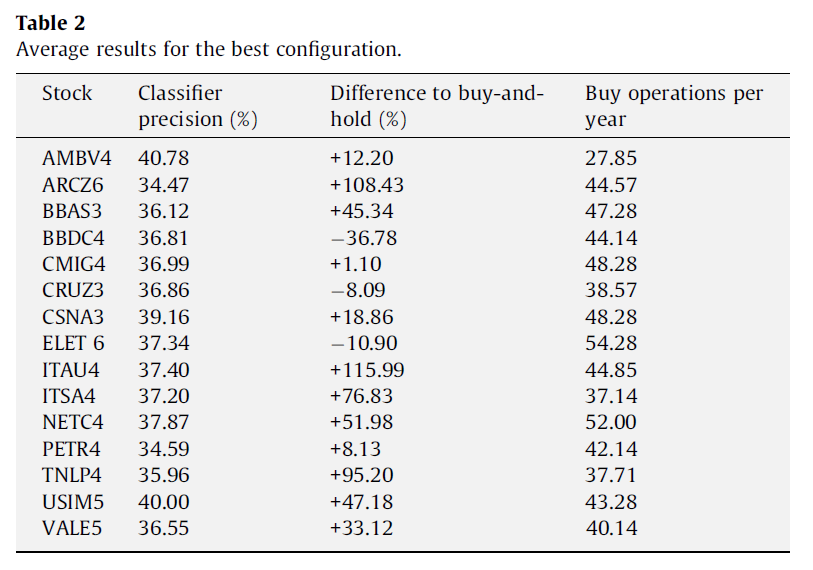 Table 2
Average results for the best configuration.
Stock Classifier precision (%) Difference to buy-and-hold (%) Buy operations per year
AMBV4 40.78 +12.20 27.85
ARCZ6 34.47 +108.43 44.57
BBAS3 36.12 +45.34 47.28
BBDC4 36.81 −36.78 44.14
CMIG4 36.99 +1.10 48.28
CRUZ3 36.86 −8.09 38.57
CSNA3 39.16 +18.86 48.28
ELET 6 37.34 −10.90 54.28
ITAU4 37.40 +115.99 44.85
ITSA4 37.20 +76.83 37.14
NETC4 37.87 +51.98 52.00
PETR4 34.59 +8.13 42.14
TNLP4 35.96 +95.20 37.71
USIM5 40.00 +47.18 43.28
VALE5 36.55 +33.12 40.14